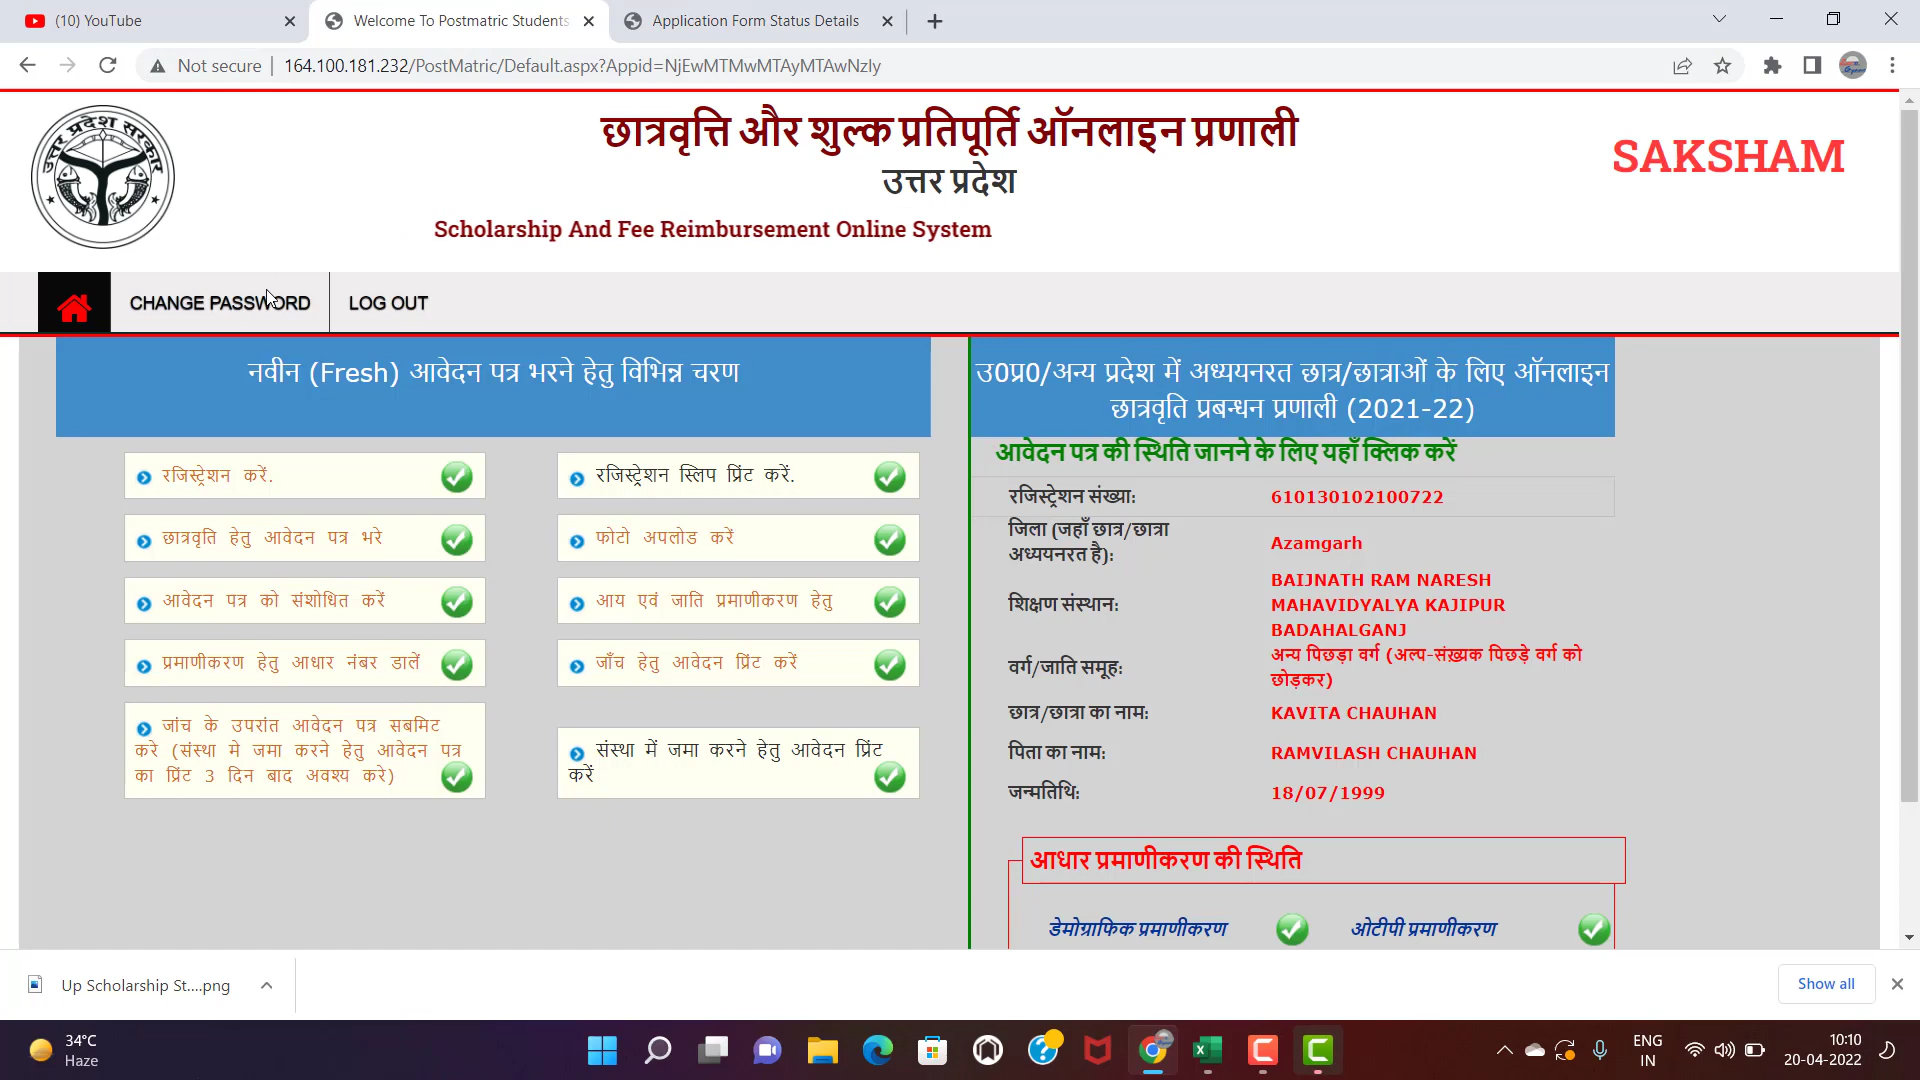 (10) YouTube
Welcome To Postmatric Students
Application Form Status Details
Not secure
164.100.181.232/PostMatric/Default.aspx?Appid=NjEwMTMwMTAyMTAwNzIy
उत्तर प्रदेश सरकार
छात्रवृत्ति और शुल्क प्रतिपूर्ति ऑनलाइन प्रणाली
उत्तर प्रदेश
Scholarship And Fee Reimbursement Online System
SAKSHAM
CHANGE PASSWORD
LOG OUT
नवीन (Fresh) आवेदन पत्र भरने हेतु विभिन्न चरण
रजिस्ट्रेशन करें.
रजिस्ट्रेशन स्लिप प्रिंट करें.
छात्रवृति हेतु आवेदन पत्र भरे
फोटो अपलोड करें
आवेदन पत्र को संशोधित करें
आय एवं जाति प्रमाणीकरण हेतु
प्रमाणीकरण हेतु आधार नंबर डालें
जाँच हेतु आवेदन प्रिंट करें
जांच के उपरांत आवेदन पत्र सबमिट
करे (संस्था मे जमा करने हेतु आवेदन पत्र
का प्रिंट 3 दिन बाद अवश्य करे)
संस्था में जमा करने हेतु आवेदन प्रिंट
करें
उ0प्र0/अन्य प्रदेश में अध्ययनरत छात्र/छात्राओं के लिए ऑनलाइन
छात्रवृति प्रबन्धन प्रणाली (2021-22)
आवेदन पत्र की स्थिति जानने के लिए यहाँ क्लिक करें
रजिस्ट्रेशन संख्या:
610130102100722
जिला (जहाँ छात्र/छात्रा
अध्ययनरत है):
Azamgarh
शिक्षण संस्थान:
BAIJNATH RAM NARESH
MAHAVIDYALYA KAJIPUR
BADAHALGANJ
वर्ग/जाति समूह:
अन्य पिछड़ा वर्ग (अल्प-संख़्यक पिछड़े वर्ग को
छोड़कर)
छात्र/छात्रा का नाम:
KAVITA CHAUHAN
पिता का नाम:
RAMVILASH CHAUHAN
जन्मतिथि:
18/07/1999
आधार प्रमाणीकरण की स्थिति
डेमोग्राफिक प्रमाणीकरण
ओटीपी प्रमाणीकरण
Up Scholarship St....png
Show all
34°C
Haze
ENG
IN
10:10
20-04-2022